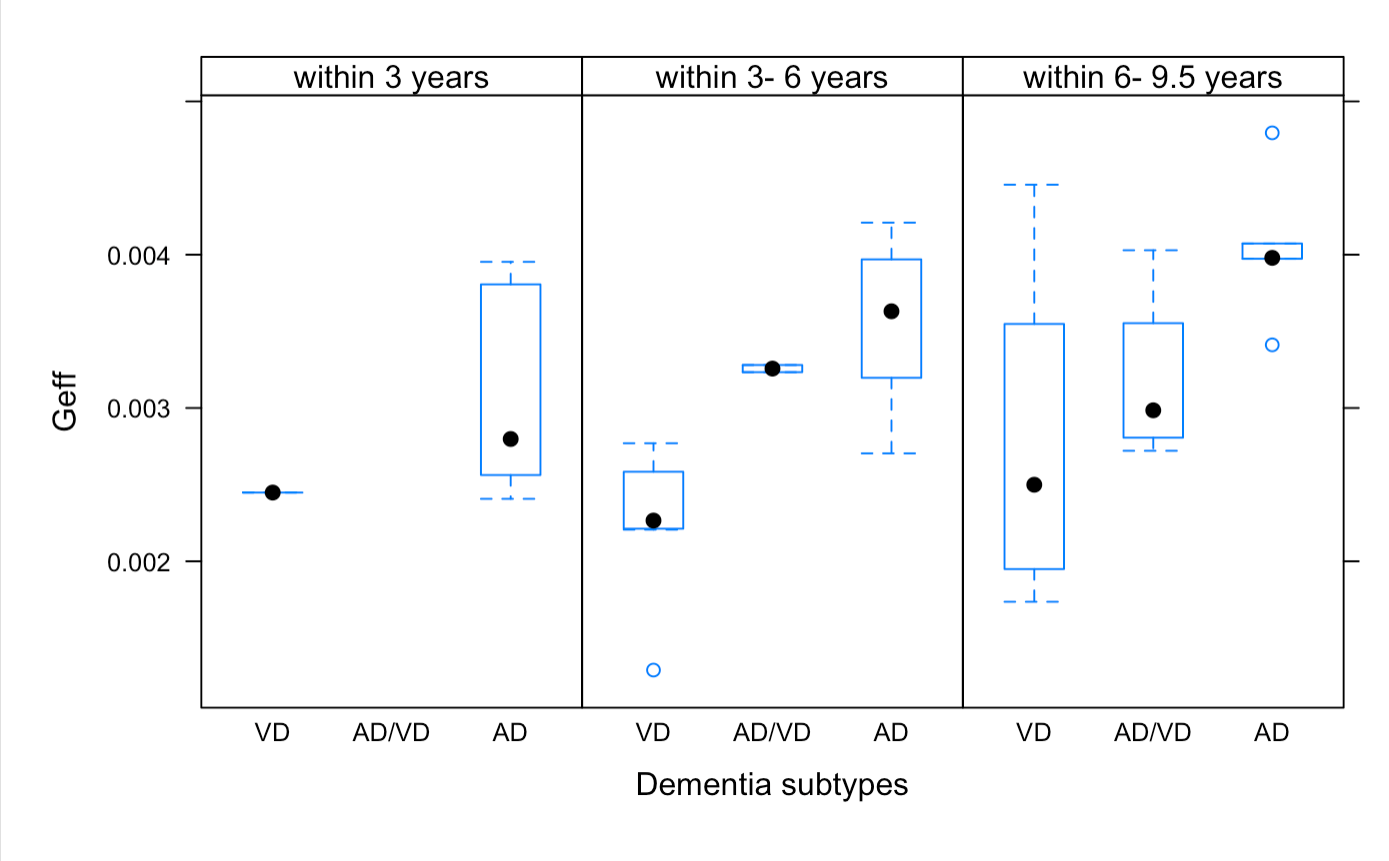 within 3 years
within 3- 6 years
within 6- 9.5 years
0.004
0.003
0.002
Geff
VD AD/VD AD VD AD/VD AD VD AD/VD AD
Dementia subtypes